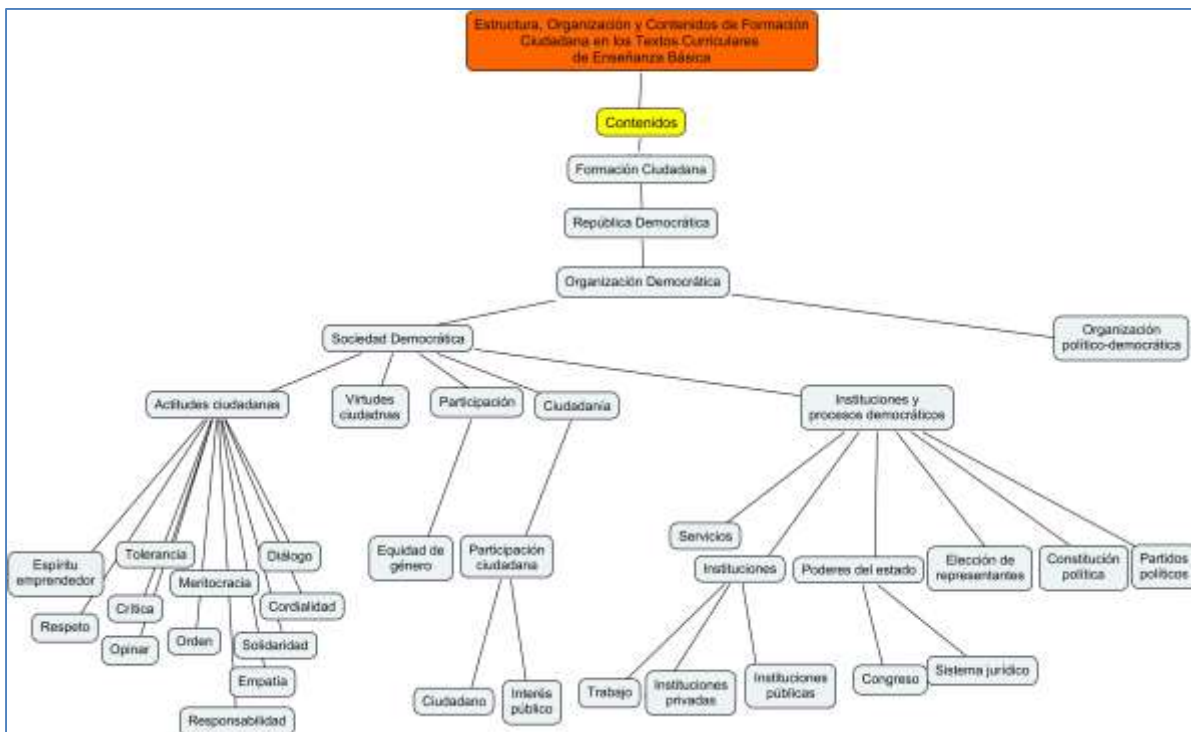 Estructura, Organización y Contenidos de Formación
Ciudadana en los Textos Curriculares
de Enseñanza Básica
Contenidos
Formación Ciudadana
República Democrática
Organización Democrática
Organización
político-democrática
Sociedad Democrática
Actitudes ciudadanas
Virtudes
ciudadnas
Participación
Ciudadanía
Instituciones y
procesos democráticos
Espíritu
emprendedor
Tolerancia
Diálogo
Meritocracia
Crítica
Cordialidad
Respeto
Opinar
Orden
Solidaridad
Empatía
Responsabilidad
Equidad de
género
Participación
ciudadana
Ciudadano
Interés
público
Servicios
Instituciones
Poderes del estado
Elección de
representantes
Constitución
política
Partidos
políticos
Trabajo
Instituciones
privadas
Instituciones
públicas
Congreso
Sistema jurídico